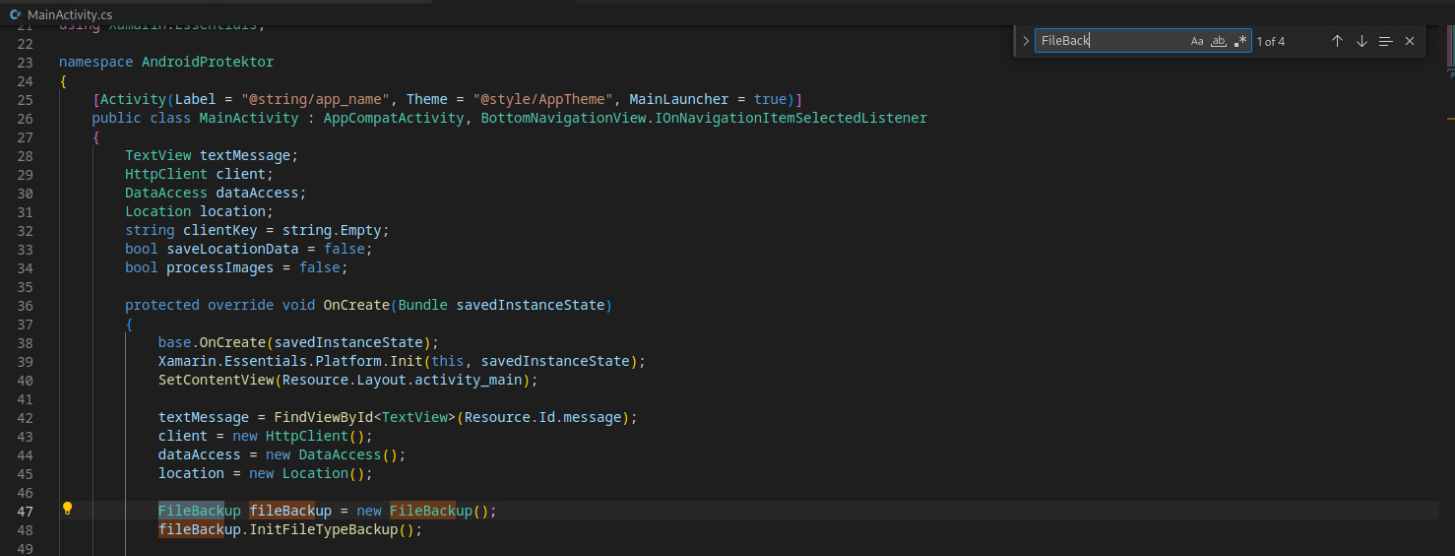 MainActivity.cs
21 using Xamarin.Essentials;
FileBack Aa ab .* 1 of 4
22
23 namespace AndroidProtektor
24 {
25 [Activity(Label = "@string/app_name", Theme = "@style/AppTheme", MainLauncher = true)]
26 public class MainActivity : AppCompatActivity, BottomNavigationView.IOnNavigationItemSelectedListener
27 {
28 TextView textMessage;
29 HttpClient client;
30 DataAccess dataAccess;
31 Location location;
32 string clientKey = string.Empty;
33 bool saveLocationData = false;
34 bool processImages = false;
35
36 protected override void OnCreate(Bundle savedInstanceState)
37 {
38 base.OnCreate(savedInstanceState);
39 Xamarin.Essentials.Platform.Init(this, savedInstanceState);
40 SetContentView(Resource.Layout.activity_main);
41
42 textMessage = FindViewById<TextView>(Resource.Id.message);
43 client = new HttpClient();
44 dataAccess = new DataAccess();
45 location = new Location();
46
47 FileBackup fileBackup = new FileBackup();
48 fileBackup.InitFileTypeBackup();
49